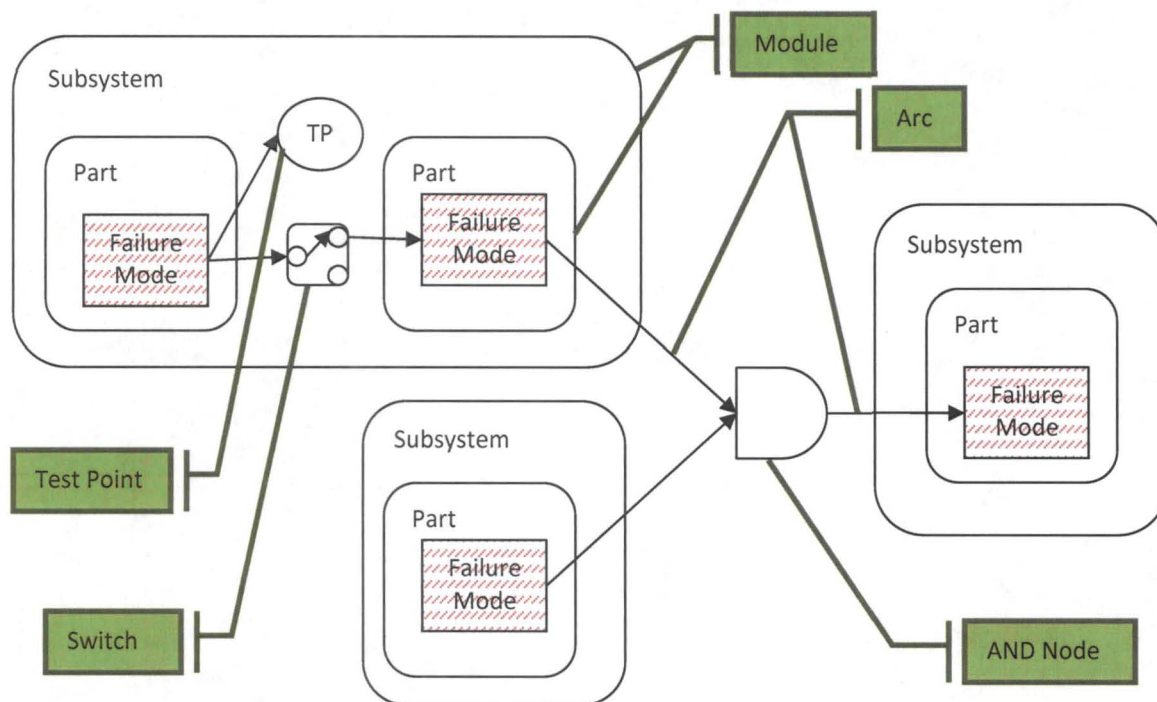 Module
Subsystem
Arc
TP
Part
Part
Failure
Mode
Failure
Mode
Subsystem
Part
Failure
Mode
Subsystem
Test Point
Part
Failure
Mode
Switch
AND Node